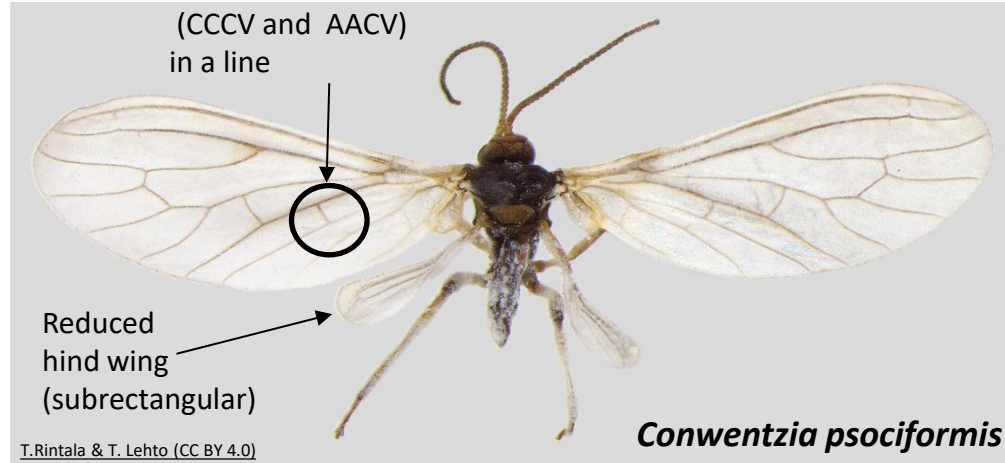 (CCCV and AACV)
in a line
Reduced
hind wing
(subrectangular)
T.Rintala & T. Lehto (CC BY 4.0)
Conwentzia psociformis